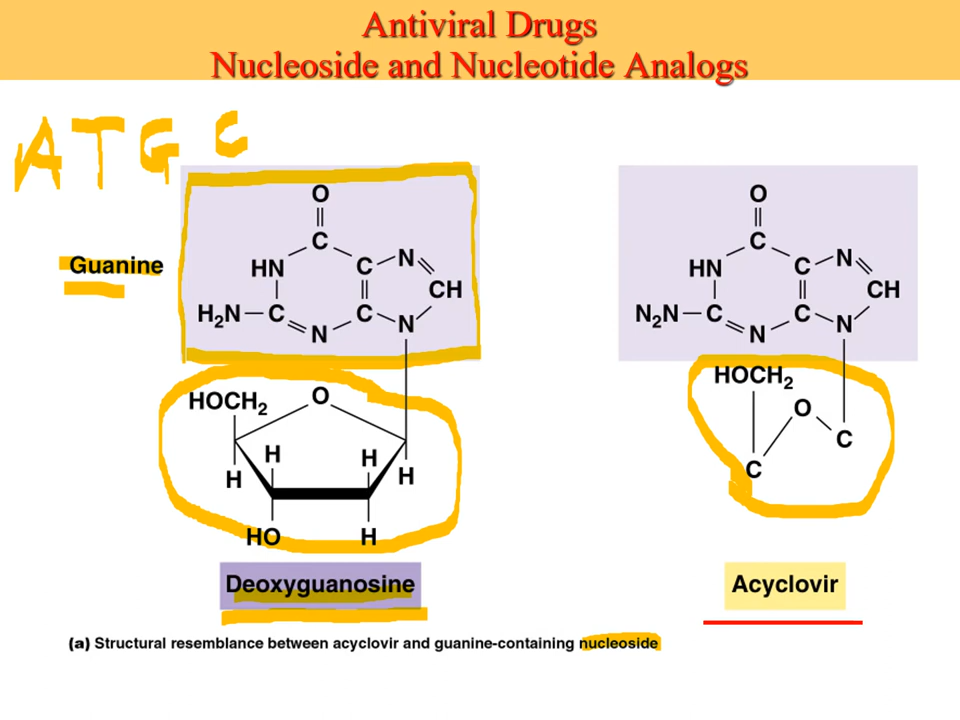 Antiviral Drugs
Nucleoside and Nucleotide Analogs
ATGC
Guanine
O
C
HN
C
N
CH
H₂N
C
N
C
N
HOCH₂
O
H
H
H
H
HO
H
Deoxyguanosine
O
C
HN
C
N
CH
N₂N
C
N
C
N
HOCH₂
O
C
C
Acyclovir
(a) Structural resemblance between acyclovir and guanine-containing nucleoside